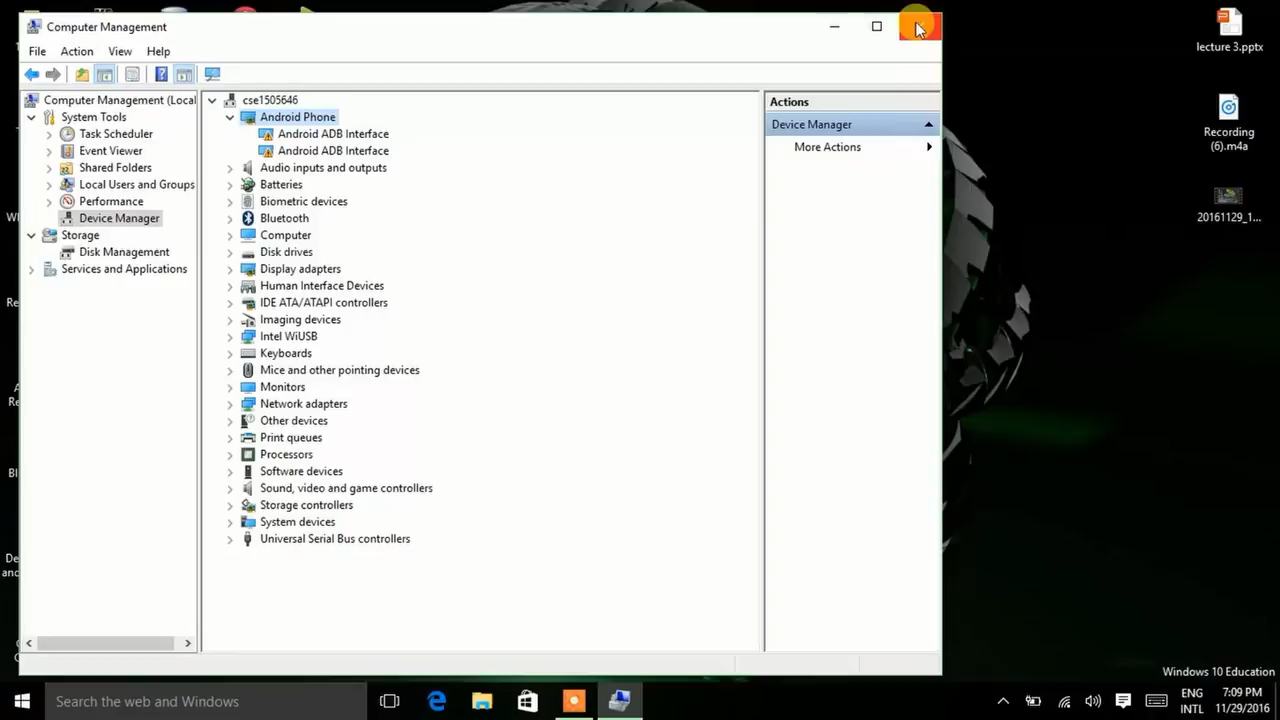 Computer Management
File Action View Help
Computer Management (Local
System Tools
Task Scheduler
Event Viewer
Shared Folders
Local Users and Groups
Performance
Device Manager
Storage
Disk Management
Services and Applications
cse1505646
Android Phone
Android ADB Interface
Android ADB Interface
Audio inputs and outputs
Batteries
Biometric devices
Bluetooth
Computer
Disk drives
Display adapters
Human Interface Devices
IDE ATA/ATAPI controllers
Imaging devices
Intel WiUSB
Keyboards
Mice and other pointing devices
Monitors
Network adapters
Other devices
Print queues
Processors
Software devices
Sound, video and game controllers
Storage controllers
System devices
Universal Serial Bus controllers
Actions
Device Manager
More Actions
lecture 3.pptx
Recording
(6).m4a
20161129_1...
Windows 10 Education
Search the web and Windows
ENG
INTL
7:09 PM
11/29/2016